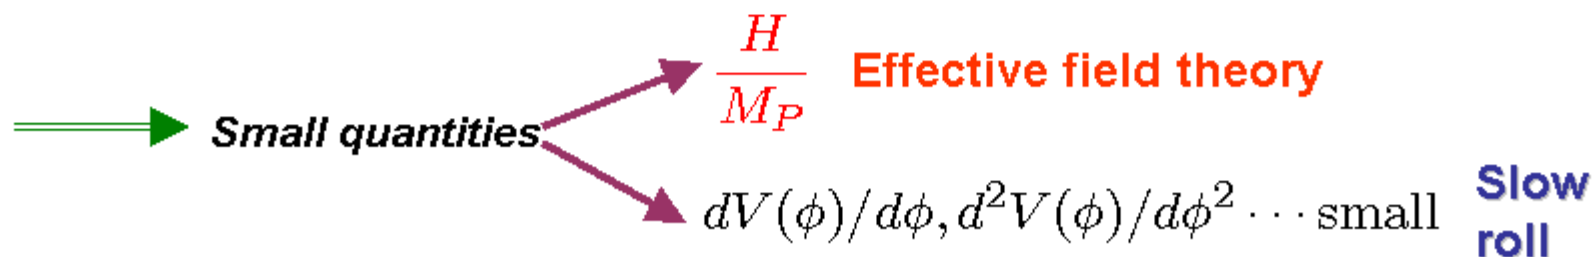 H
M_P
Effective field theory
Small quantities
dV(ϕ)/dϕ, d²V(ϕ)/dϕ² ⋯ small
Slow
roll